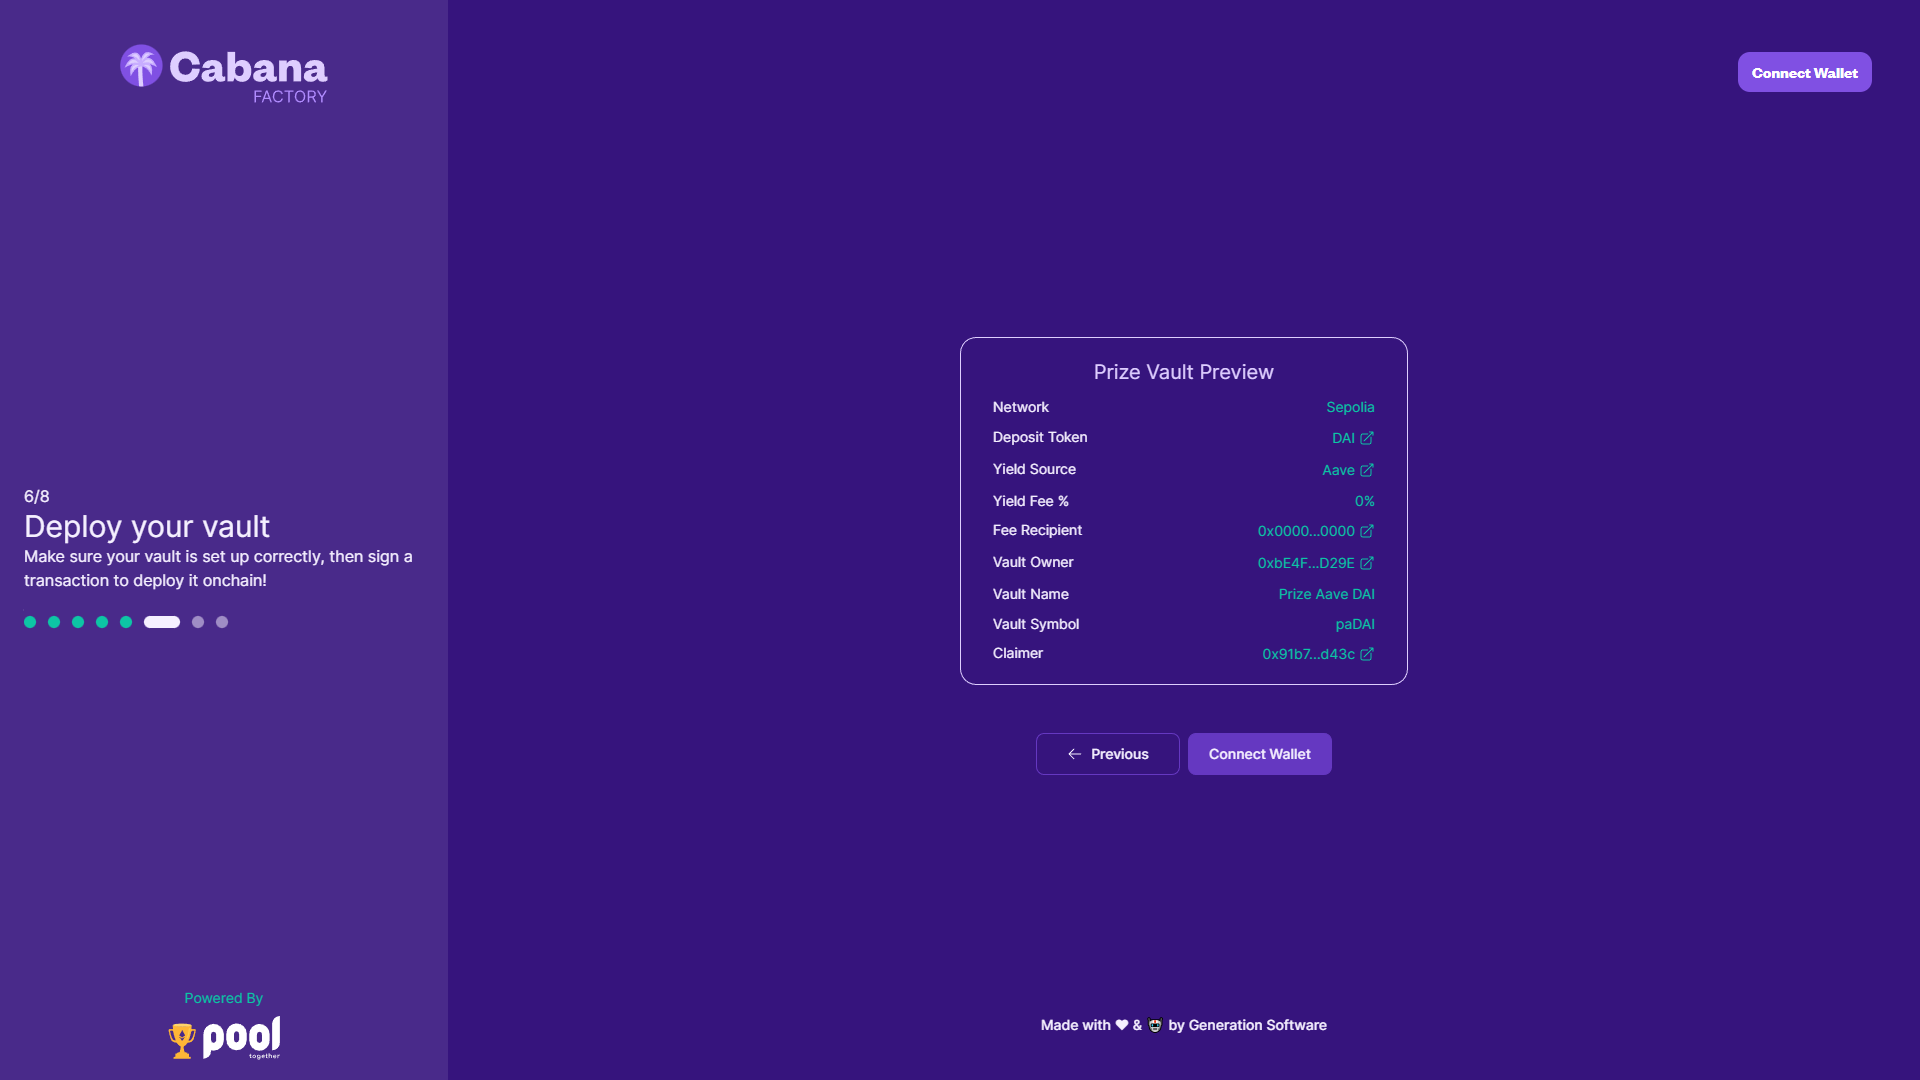 Cabana
FACTORY
Connect Wallet
6/8
Deploy your vault
Make sure your vault is set up correctly, then sign a
transaction to deploy it onchain!
Prize Vault Preview
Network Sepolia
Deposit Token DAI
Yield Source Aave
Yield Fee % 0%
Fee Recipient 0x0000...0000
Vault Owner 0xbE4F...D29E
Vault Name Prize Aave DAI
Vault Symbol paDAI
Claimer 0x91b7...d43c
Previous
Connect Wallet
Powered By
pool
together
Made with ♥ & by Generation Software